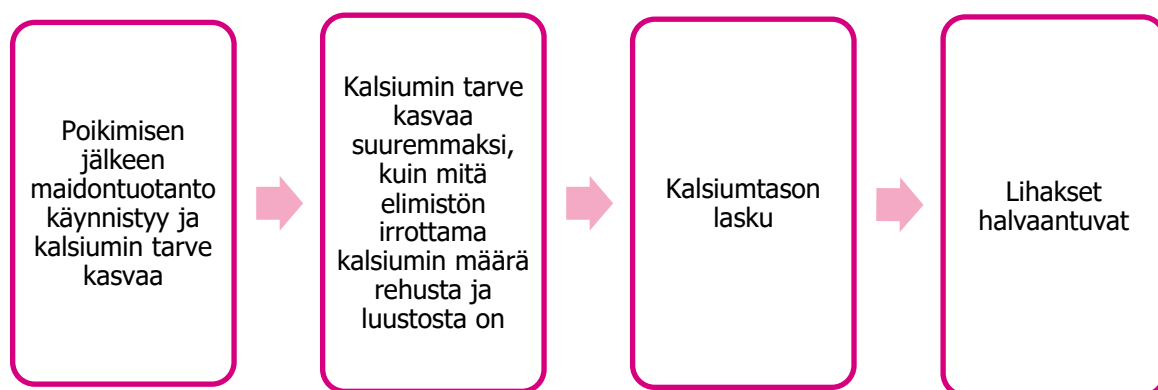 Poikimisen
jälkeen
maidontuotanto
käynnistyy ja
kalsiumin tarve
kasvaa
Kalsiumin tarve
kasvaa
suuremmaksi,
kuin mitä
elimistön
irrottama
kalsiumin määrä
rehusta ja
luustosta on
Kalsiumtason
lasku
Lihakset
halvaantuvat